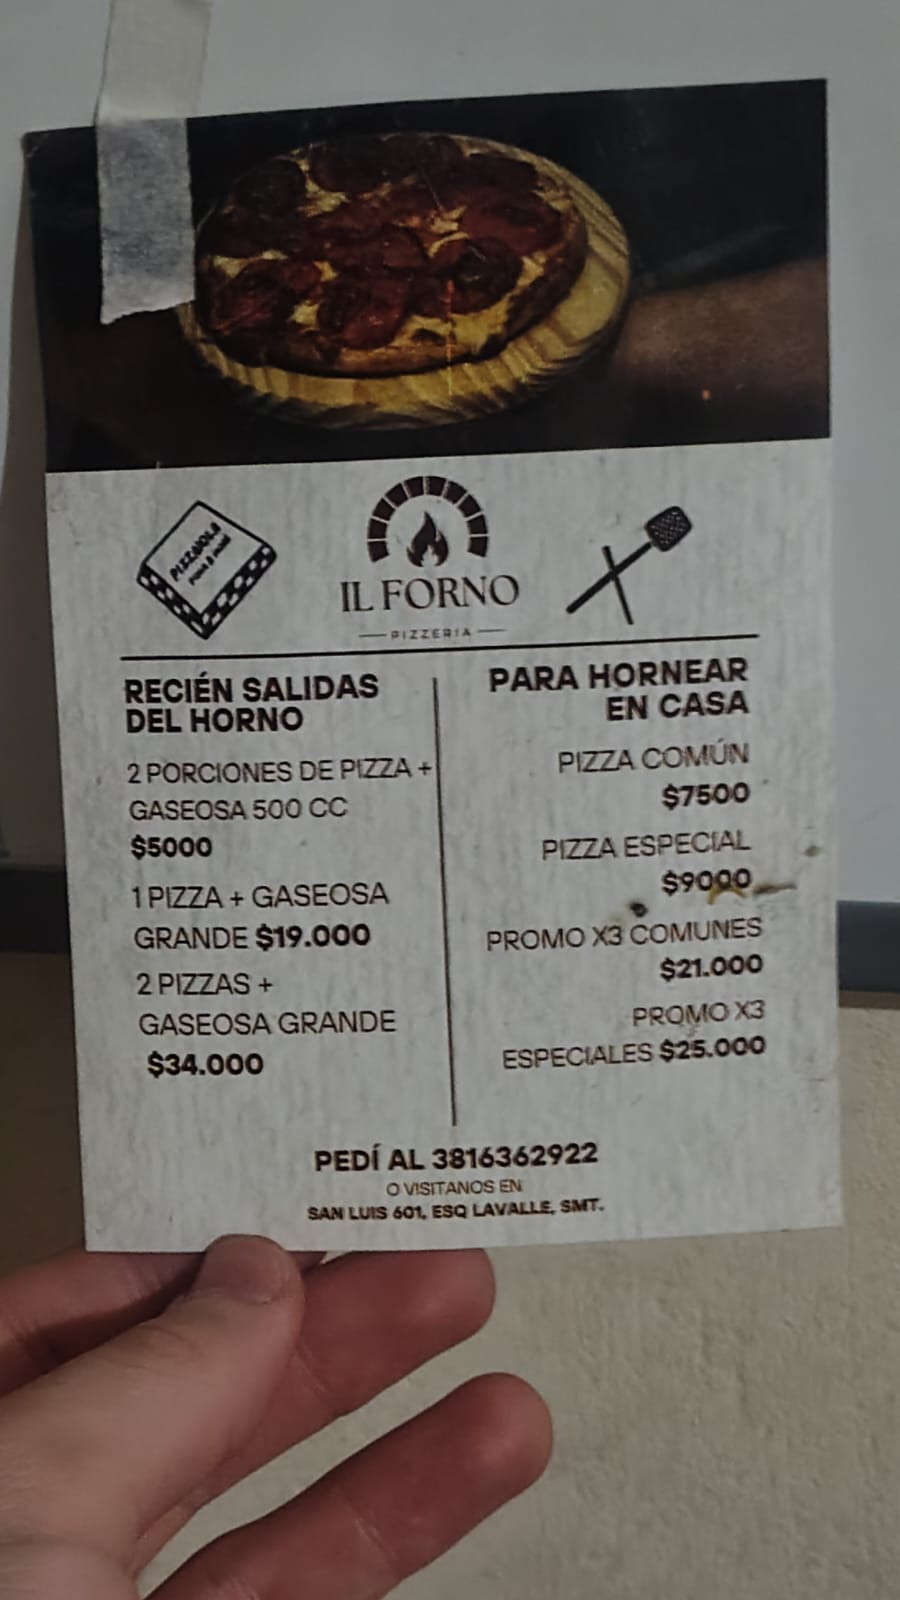 PIZZAIOLA
IL FORNO
PIZZERIA
RECIÉN SALIDAS
DEL HORNO
2 PORCIONES DE PIZZA +
GASEOSA 500 CC
$5000
1 PIZZA + GASEOSA
GRANDE $19.000
2 PIZZAS +
GASEOSA GRANDE
$34.000
PARA HORNEAR
EN CASA
PIZZA COMÚN
$7500
PIZZA ESPECIAL
$9000
PROMO X3 COMUNES
$21.000
PROMO X3
ESPECIALES $25.000
PEDÍ AL 3816362922
O VISITANOS EN
SAN LUIS 601, ESQ LAVALLE, SMT.